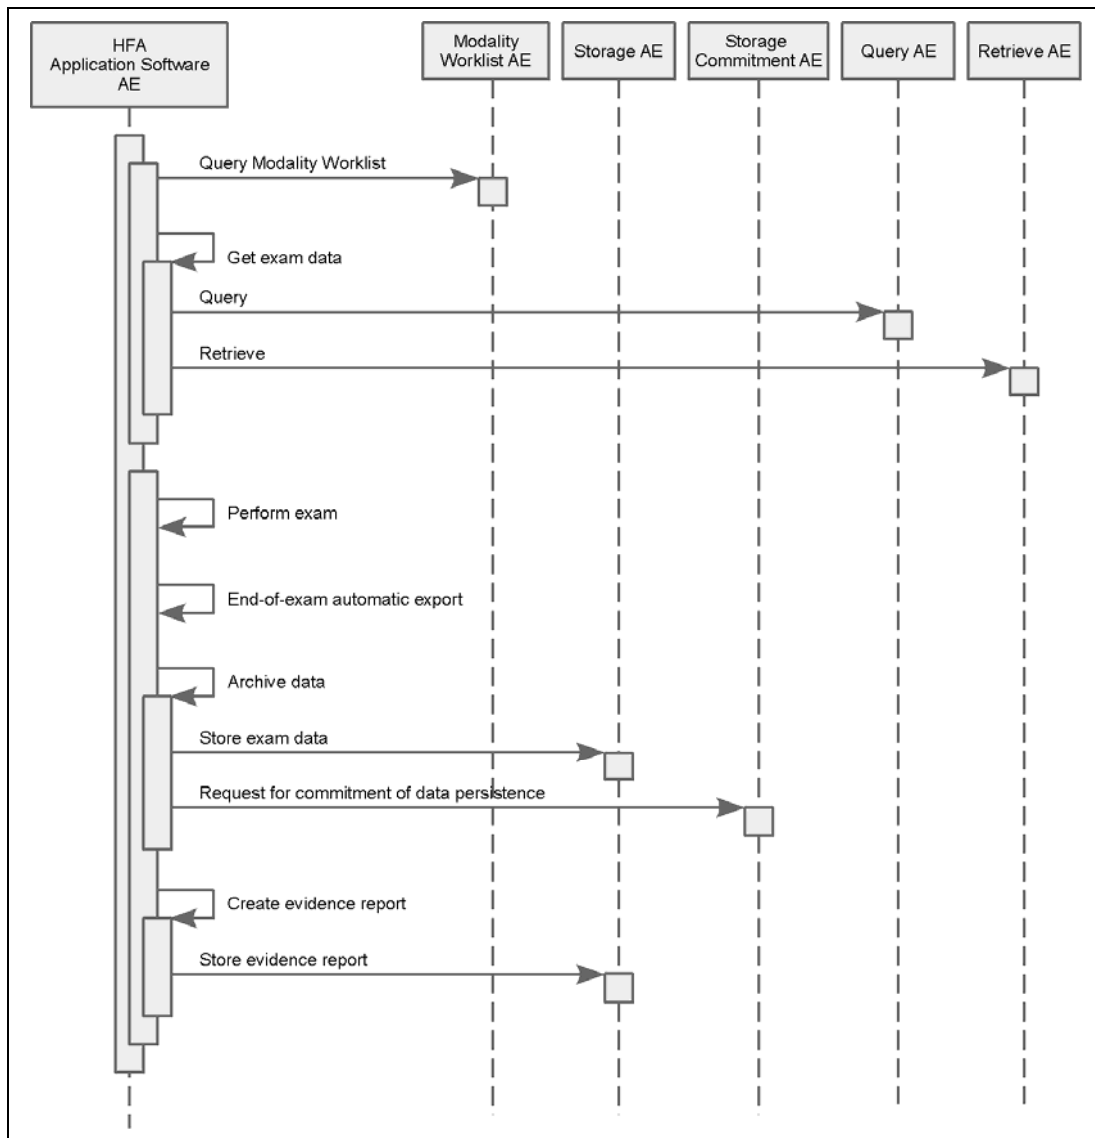 HFA
Application Software
AE
Modality
Worklist AE
Storage AE
Storage
Commitment AE
Query AE
Retrieve AE
Query Modality Worklist
Get exam data
Query
Retrieve
Perform exam
End-of-exam automatic export
Archive data
Store exam data
Request for commitment of data persistence
Create evidence report
Store evidence report